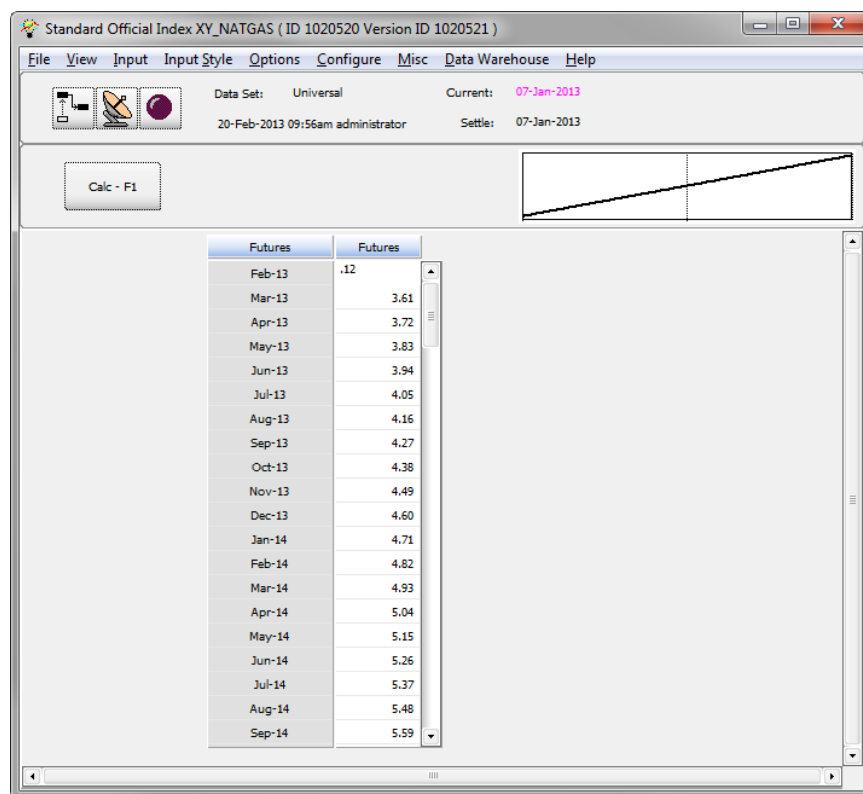 Standard Official Index XY_NATGAS ( ID 1020520 Version ID 1020521 )
File View Input Input Style Options Configure Misc Data Warehouse Help
Data Set: Universal Current: 07-Jan-2013
20-Feb-2013 09:56am administrator Settle: 07-Jan-2013
Calc - F1
Futures Futures
Feb-13 .12
Mar-13 3.61
Apr-13 3.72
May-13 3.83
Jun-13 3.94
Jul-13 4.05
Aug-13 4.16
Sep-13 4.27
Oct-13 4.38
Nov-13 4.49
Dec-13 4.60
Jan-14 4.71
Feb-14 4.82
Mar-14 4.93
Apr-14 5.04
May-14 5.15
Jun-14 5.26
Jul-14 5.37
Aug-14 5.48
Sep-14 5.59